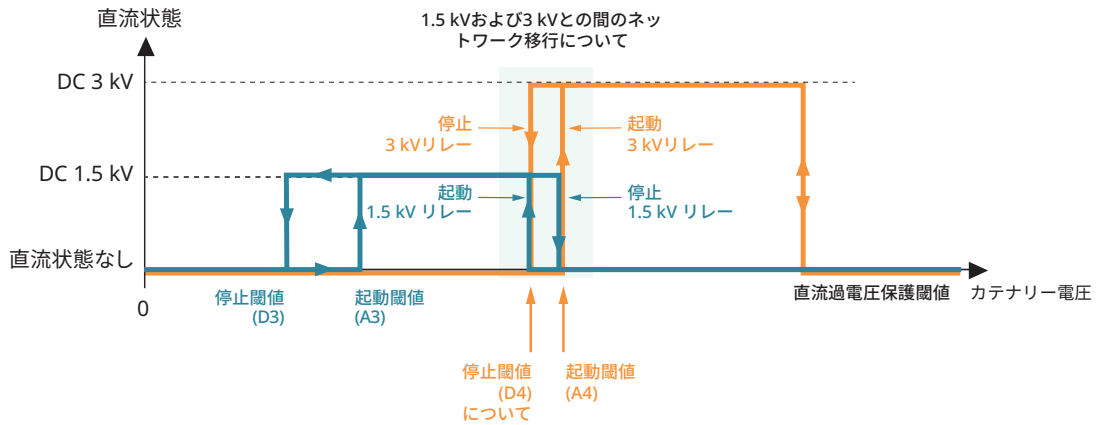 直流状態
1.5 kVおよび3 kVとの間のネッ
トワーク移行について
DC 3 kV
停止
3 kVリレー
起動
3 kVリレー
DC 1.5 kV
起動
1.5 kV リレー
停止
1.5 kV リレー
直流状態なし
0
停止閾値
(D3)
起動閾値
(A3)
直流過電圧保護閾値
カテナリー電圧
停止閾値
(D4)
について
起動閾値
(A4)